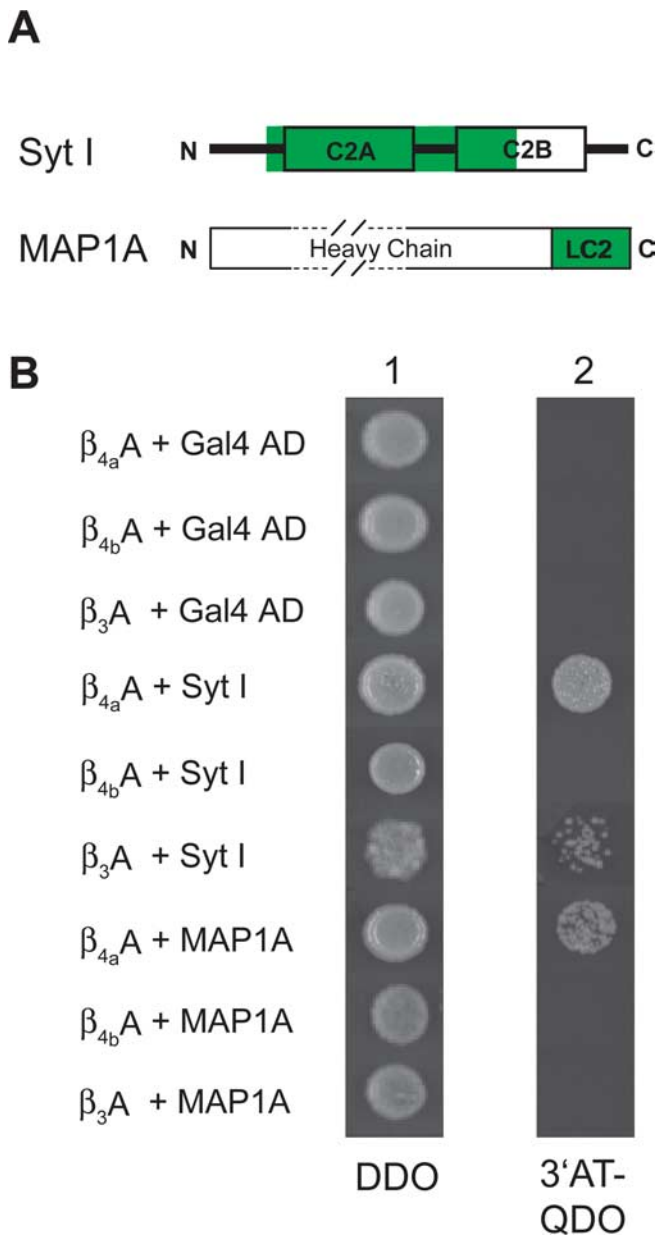 A
Syt I N C2A C2B C
MAP1A N Heavy Chain LC2 C
B
1 2
β4aA + Gal4 AD
β4bA + Gal4 AD
β3A + Gal4 AD
β4aA + Syt I
β4bA + Syt I
β3A + Syt I
β4aA + MAP1A
β4bA + MAP1A
β3A + MAP1A
DDO 3‘AT-
QDO